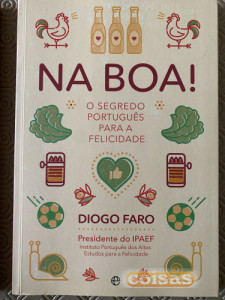 NA BOA!
O SEGREDO
PORTUGUÊS
PARA A
FELICIDADE
DIOGO FARO
Presidente do IPAEF
Instituto Português dos Altos
Estudos para a Felicidade
coisas